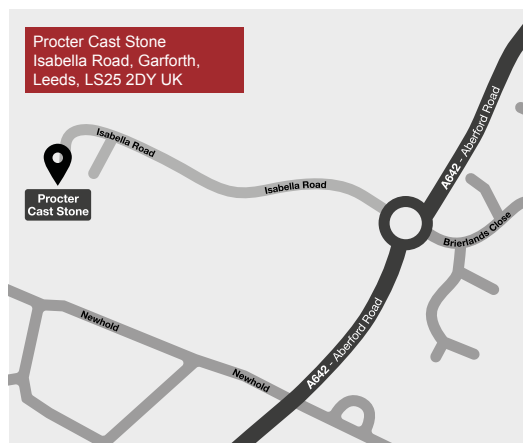 Procter Cast Stone
Isabella Road, Garforth,
Leeds, LS25 2DY UK
A642 - Aberford Road
Isabella Road
Isabella Road
Procter
Cast Stone
Brierlands Close
Newhold
A642 - Aberford Road
Newhold